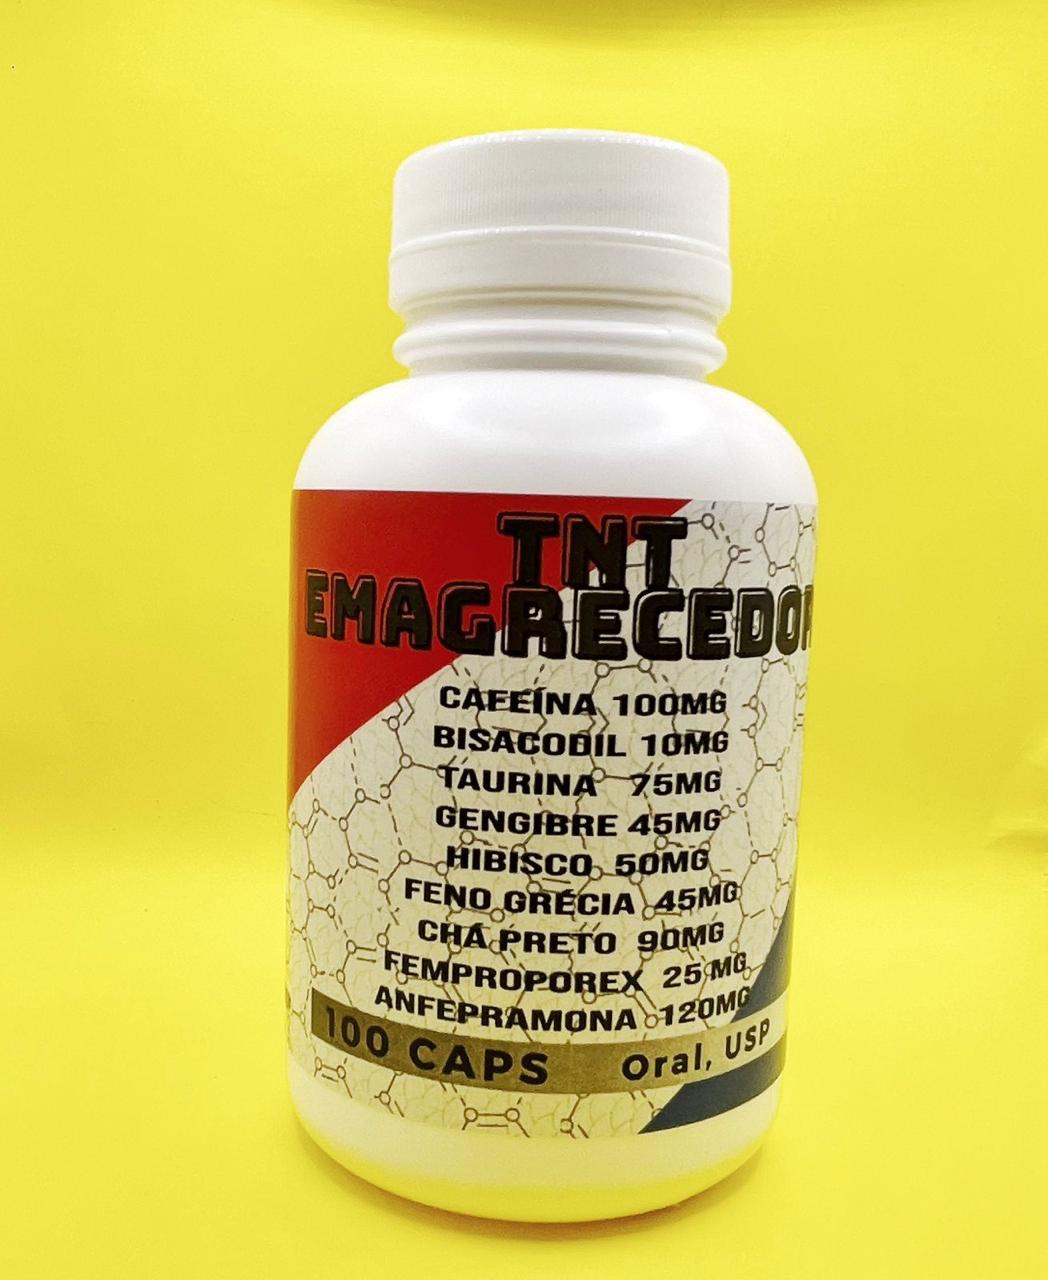 TNT
EMAGRECEDOR
CAFEÍNA 100MG
BISACODIL 10MG
TAURINA 75MG
GENGIBRE 45MG
HIBISCO 50MG
FENO GRÉCIA 45MG
CHÁ PRETO 90MG
FEMPROPOREX 25 MG
ANFEPRAMONA 120MG
100 CAPS Oral, USP